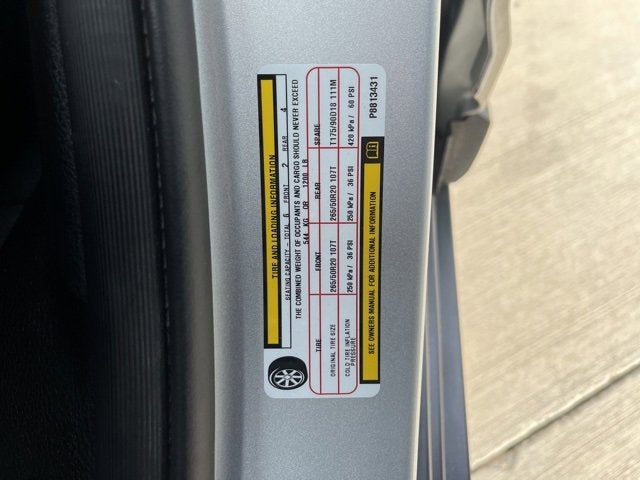 TIRE AND LOADING INFORMATION
SEATING CAPACITY - TOTAL 6 FRONT 2 REAR 4
THE COMBINED WEIGHT OF OCCUPANTS AND CARGO SHOULD NEVER EXCEED
544 KG OR 1200 LB
TIRE FRONT REAR SPARE
ORIGINAL TIRE SIZE 265/50R20 107T 265/50R20 107T T175/90D18 111M
COLD TIRE INFLATION PRESSURE 250 kPa/ 36 PSI 250 kPa/ 36 PSI 420 kPa/ 60 PSI
SEE OWNERS MANUAL FOR ADDITIONAL INFORMATION
P8813431